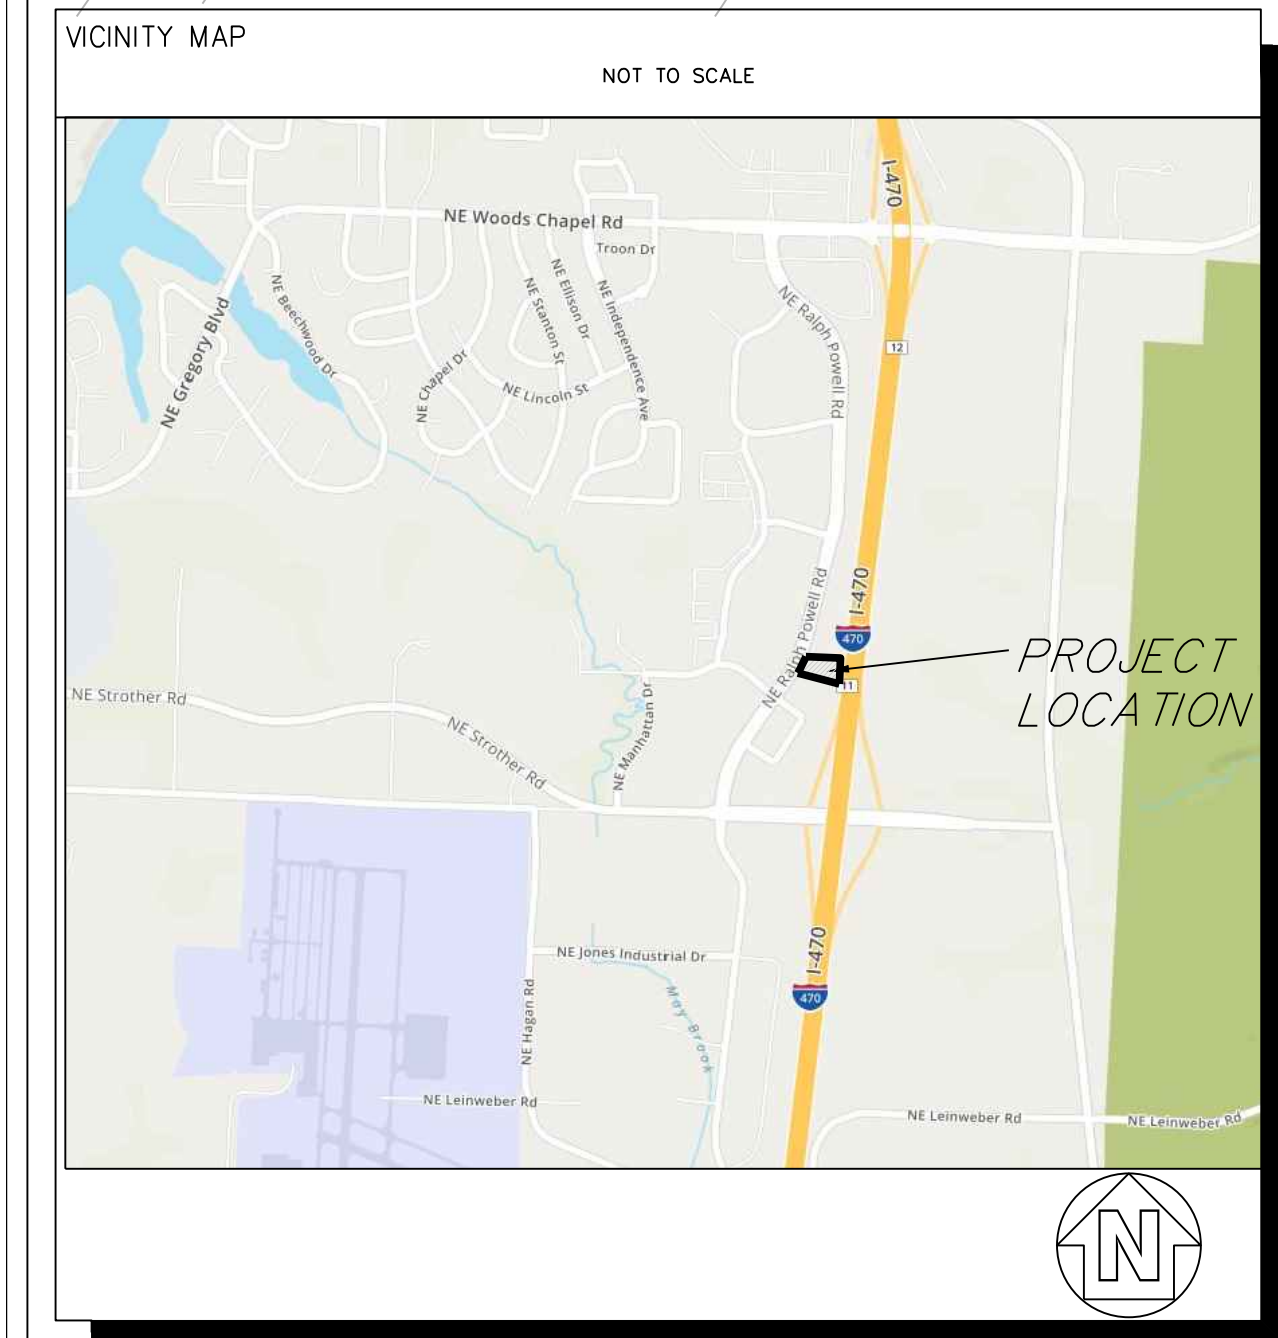 VICINITY MAP
NOT TO SCALE
I-470
NE Woods Chapel Rd
Troon Dr
NE Beechwood Dr
NE Ellison Dr
NE Stanton St
NE Independence Ave
NE Ralph Powell Rd
NE Gregory Blvd
12
NE Chapel Dr
NE Lincoln St
I-470
NE Ralph Powell Rd
470
PROJECT
LOCATION
11
NE Strother Rd
NE Strother Rd
NE Manhattan Dr
I-470
NE Jones Industrial Dr
May Brook
470
NE Hagan Rd
NE Leinweber Rd
NE Leinweber Rd
NE Leinweber Rd
N